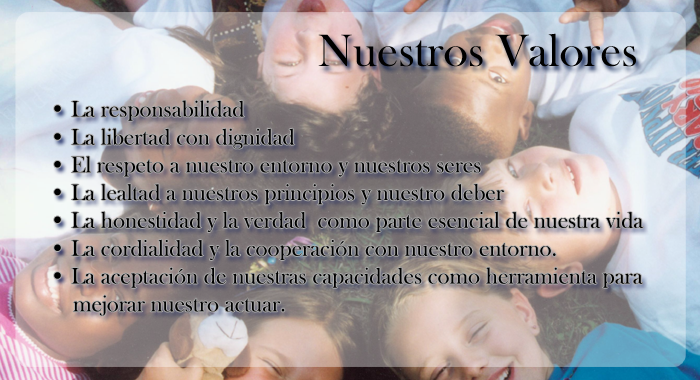 Nuestros Valores
• La responsabilidad
• La libertad con dignidad
• El respeto a nuestro entorno y nuestros seres
• La lealtad a nuestros principios y nuestro deber
• La honestidad y la verdad como parte esencial de nuestra vida
• La cordialidad y la cooperación con nuestro entorno.
• La aceptación de nuestras capacidades como herramienta para
mejorar nuestro actuar.